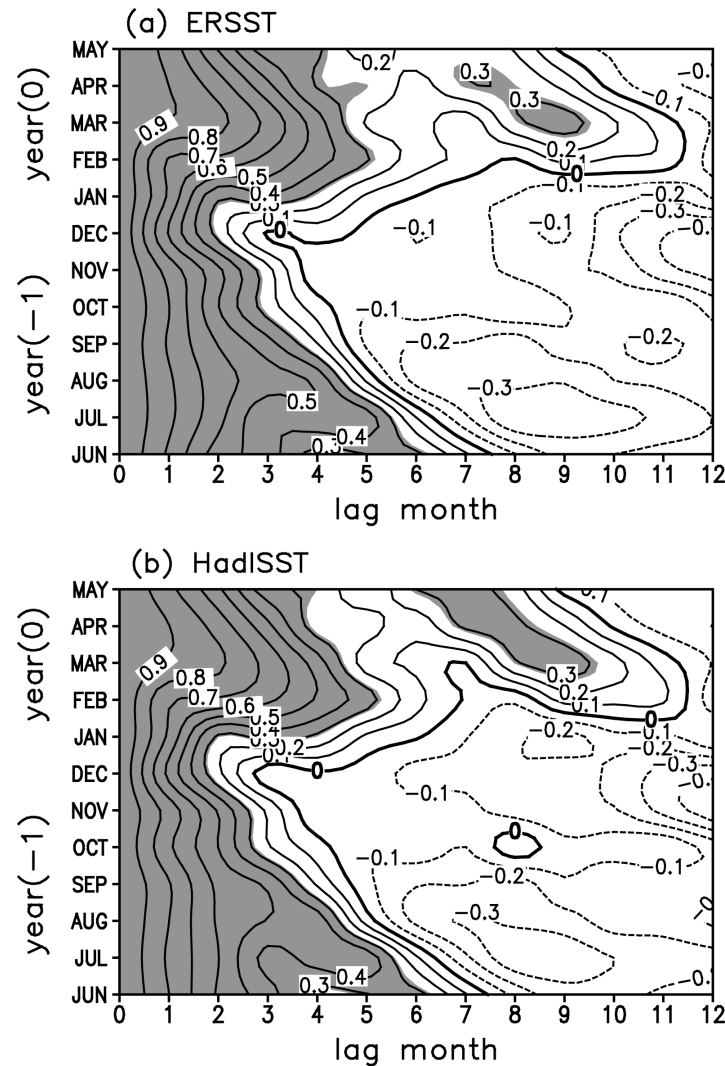 (a) ERSST
MAY
APR
MAR
FEB
JAN
DEC
NOV
OCT
SEP
AUG
JUL
JUN
year(0)
year(−1)
0.9
0.8
0.7
0.6
0.5
0.4
0.1
0
0.2
0.3
0.3
0.2
0.1
0
0.1
−0.1
−0.2
−0.3
−0.1
−0.1
−0.1
−0.2
−0.2
−0.3
0.5
0.4
0 1 2 3 4 5 6 7 8 9 10 11 12
lag month
(b) HadISST
MAY
APR
MAR
FEB
JAN
DEC
NOV
OCT
SEP
AUG
JUL
JUN
year(0)
year(−1)
0.9
0.8
0.7
0.6
0.5
0.4
0.2
0
0.3
0.2
0.1
0
0.1
−0.2
−0.2
−0.3
−0.1
0
−0.1
−0.1
−0.2
−0.3
0.4
0.3
0 1 2 3 4 5 6 7 8 9 10 11 12
lag month